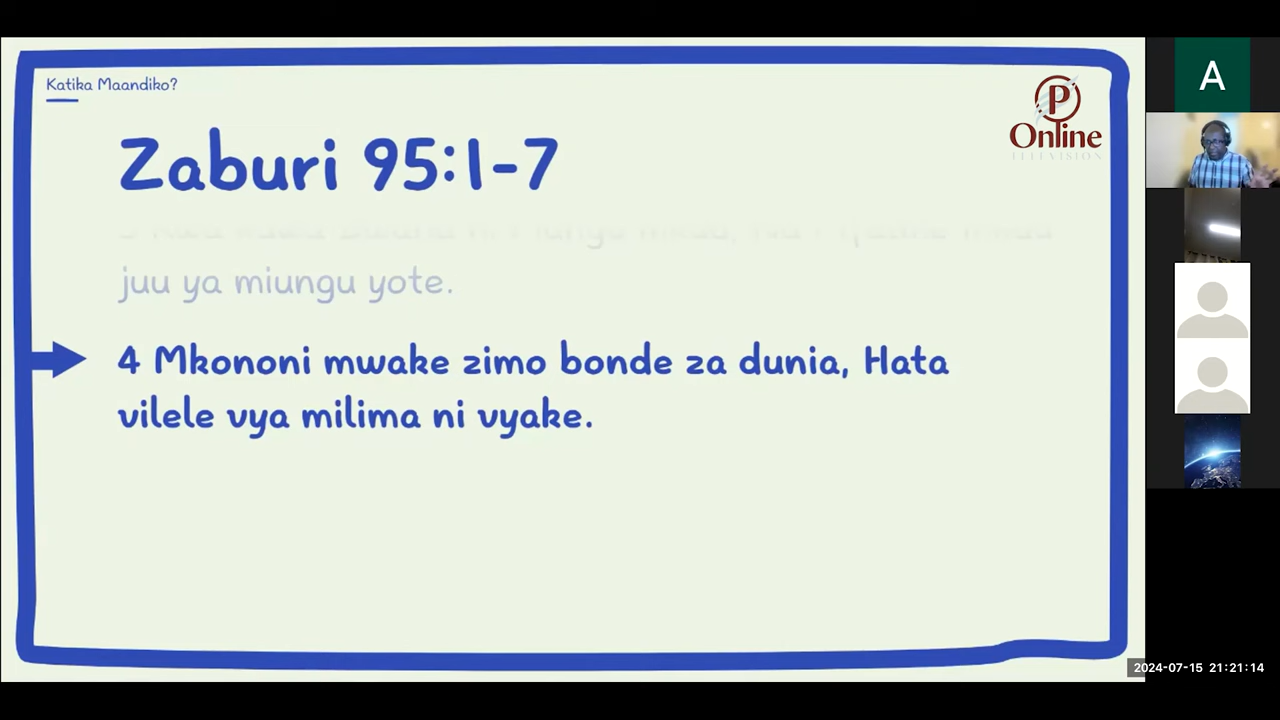 Katika Maandiko?
P
Online
TELEVISION
Zaburi 95:1-7
juu ya miungu yote.
4 Mkononi mwake zimo bonde za dunia, Hata
vilele vya milima ni vyake.
A
2024-07-15 21:21:14